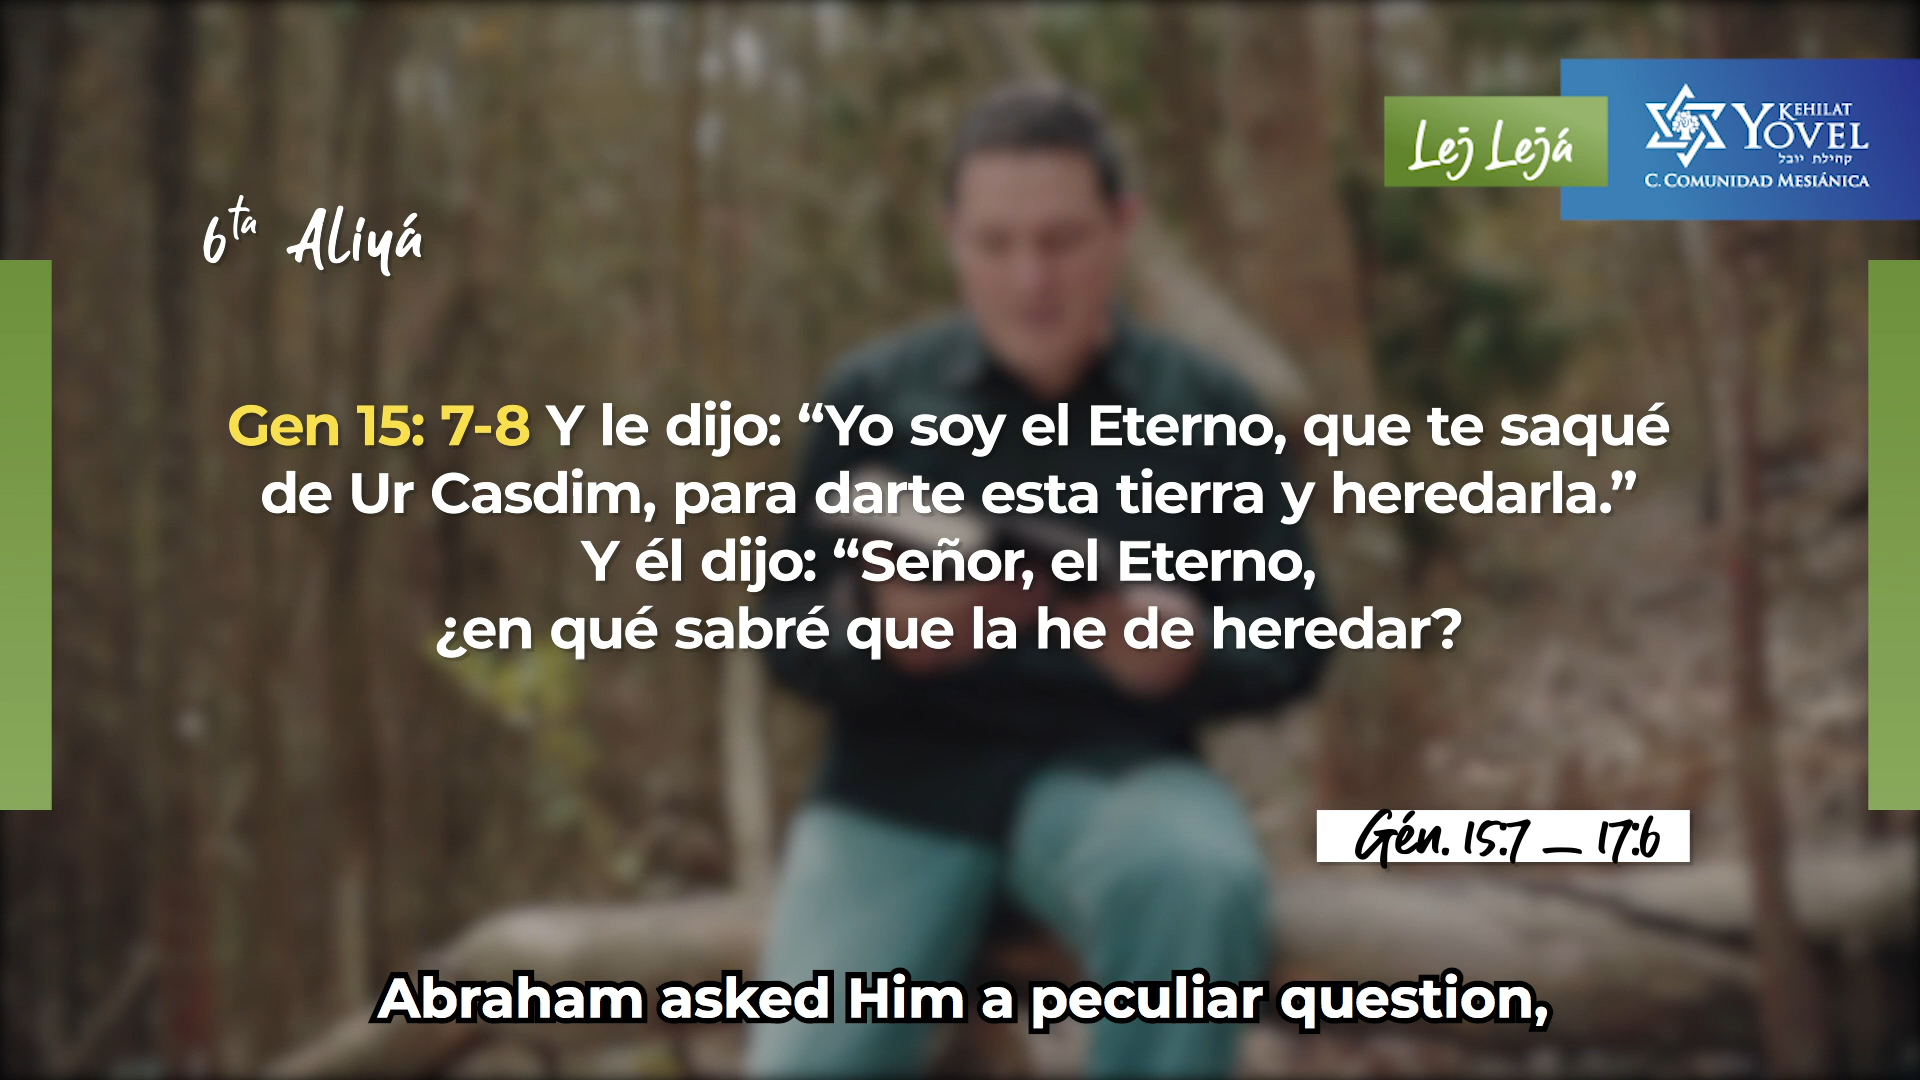 Lej Lejá
KEHILAT
YOVEL
קהילת יובל
C. COMUNIDAD MESIÁNICA
6ta ALiyá
Gen 15: 7-8 Y le dijo: “Yo soy el Eterno, que te saqué
de Ur Casdim, para darte esta tierra y heredarla.”
Y él dijo: “Señor, el Eterno,
¿en qué sabré que la he de heredar?
Gén. 15:7 _ 17:6
Abraham asked Him a peculiar question,